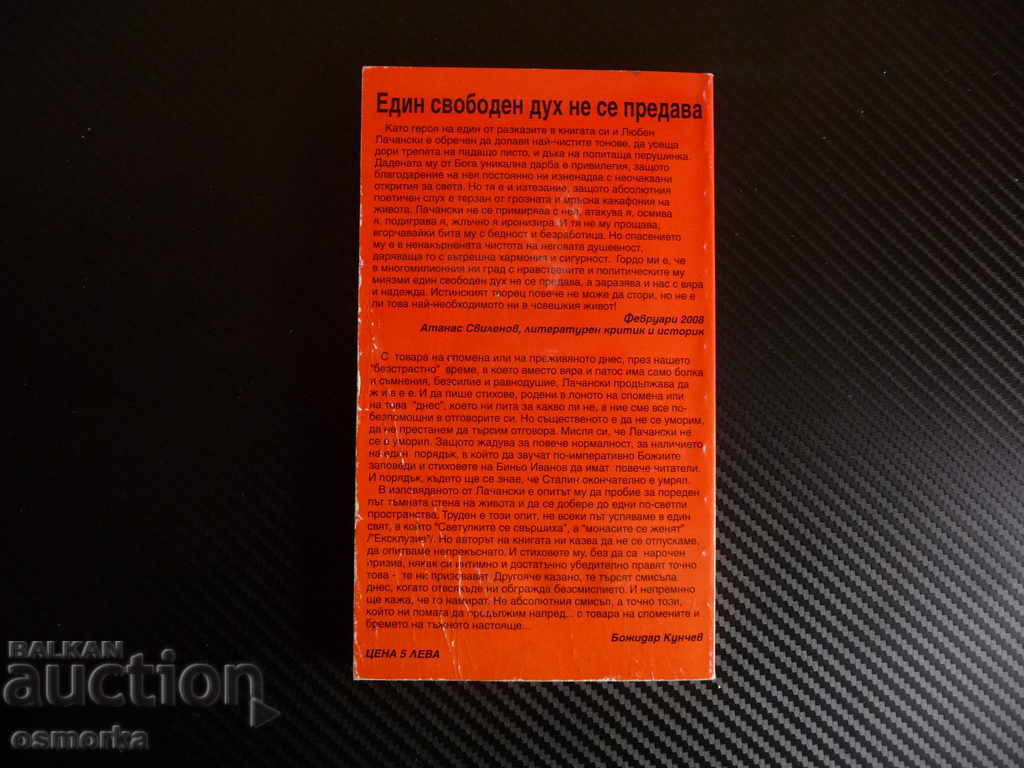 Един свободен дух не се предава
Като героя на един от разказите в книгата си и Любен
Лачански е обречен да долавя най-чистите тонове, да усеща
дори трепета на падащо листо, и дъха на политаща перушинка.
Дадената му от Бога уникална дарба е привилегия, защото
благодарение на нея постоянно ни изненадва с неочаквани
открития за света. Но тя е и изтезание, защото абсолютния
поетичен слух е терзан от грозната и мръсна какафония на
живота. Лачански не се примирява с нея, атакува я, осмива
я, подиграва я, жлъчно я иронизира. И тя не му прощава,
вгорчавайки бита му с бедност и безработица. Но спасението
му е в ненакърнената чистота на неговата душевност,
даряваща го с вътрешна хармония и сигурност. Гордо ми е, че
в многомилионния ни град с нравствените и политическите му
миязми един свободен дух не се предава, а заразява и нас с вяра
и надежда. Истинският творец повече не може да стори, но не е
ли това най-необходимото ни в човешкия живот!
Февруари 2008
Атанас Свиленов, литературен критик и историк
С товара на спомена или на преживяното днес, през нашето
"безстрастно" време, в което вместо вяра и патос има само болка
и съмнения, безсилие и равнодушие, Лачански продължава да
ж и в е е. И да пише стихове, родени в лоното на спомена или
на това "днес", което ни пита за какво ли не, а ние сме все по-
безпомощни в отговорите си. Но същественото е да не се уморим,
да не престанем да търсим отговора. Мисля си, че Лачански не
се е уморил. Защото жадува за повече нормалност, за наличието
на един порядък, в който да звучат по-императивно Божиите
заповеди и стиховете на Биньо Иванов да имат повече читатели.
И порядък, където ще се знае, че Сталин окончателно е умрял.
В изповяданото от Лачански е опитът му да пробие за пореден
път тъмната стена на живота и да се добере до едни по-светли
пространства. Труден е този опит, не всеки път успяваме в един
свят, в който "Светулките се свършиха", а "монасите се женят"
/"Ексклузив"/. Но авторът на книгата ни казва да не се отпускаме,
да опитваме непрекъснато. И стиховете му, без да са нарочен
призив, някак си интимно и достатъчно убедително правят точно
това - те ни призовават. Другояче казано, те търсят смисъла
днес, когато отвсякъде ни обгражда безсмислието. И непременно
ще кажа, че го намират. Не абсолютния смисъл, а точно този,
който ни помага да продължим напред... с товара на спомените и
бремето на тъжното настояще...
Божидар Кунчев
ЦЕНА 5 ЛЕВА
BALKAN
auction
osmorka